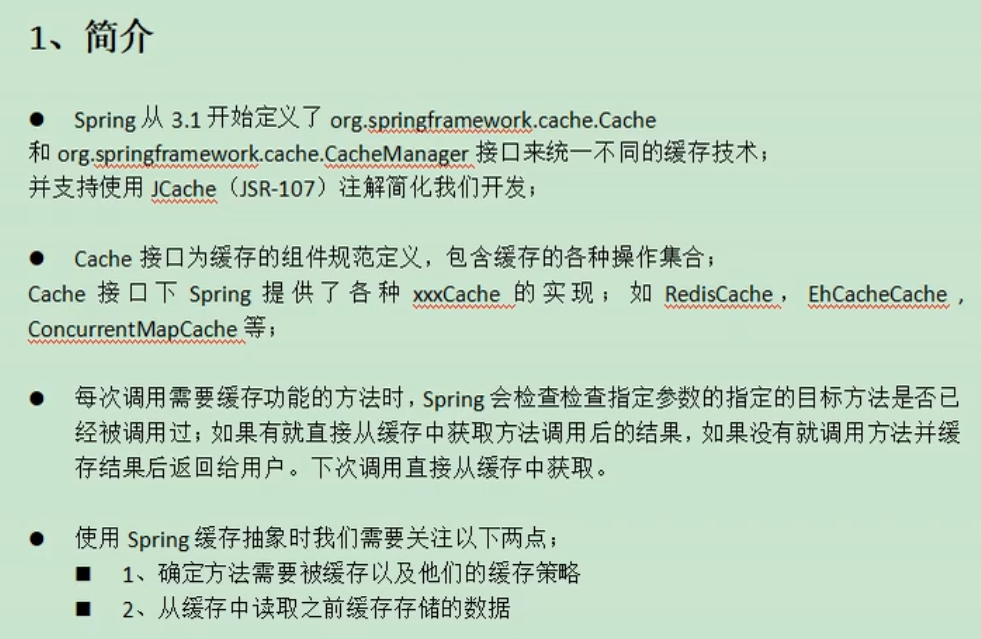 1、简介
● Spring 从 3.1 开始定义了 org.springframework.cache.Cache
和 org.springframework.cache.CacheManager 接口来统一不同的缓存技术；
并支持使用 JCache（JSR-107）注解简化我们开发；
● Cache 接口为缓存的组件规范定义，包含缓存的各种操作集合；
Cache 接口下 Spring 提供了各种 xxxCache 的实现；如 RedisCache，EhCacheCache ,
ConcurrentMapCache 等；
● 每次调用需要缓存功能的方法时，Spring 会检查检查指定参数的指定的目标方法是否已
经被调用过；如果有就直接从缓存中获取方法调用后的结果，如果没有就调用方法并缓
存结果后返回给用户。下次调用直接从缓存中获取。
● 使用 Spring 缓存抽象时我们需要关注以下两点；
■ 1、确定方法需要被缓存以及他们的缓存策略
■ 2、从缓存中读取之前缓存存储的数据